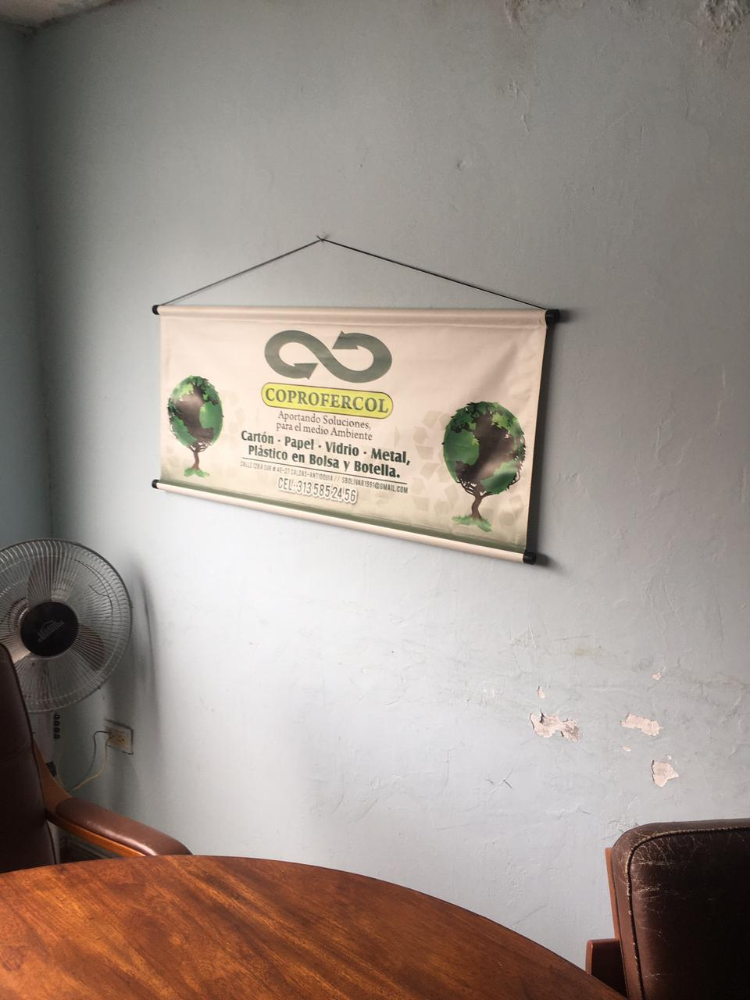 COPROFERCOL
Aportando Soluciones,
para el medio Ambiente
Cartón · Papel · Vidrio · Metal,
Plástico en Bolsa y Botella.
CALLE 129 A SUR # 46-27 CALDAS-ANTIOQUIA // SBOLIVAR1991@GMAIL.COM
CEL.:313 585 24 56